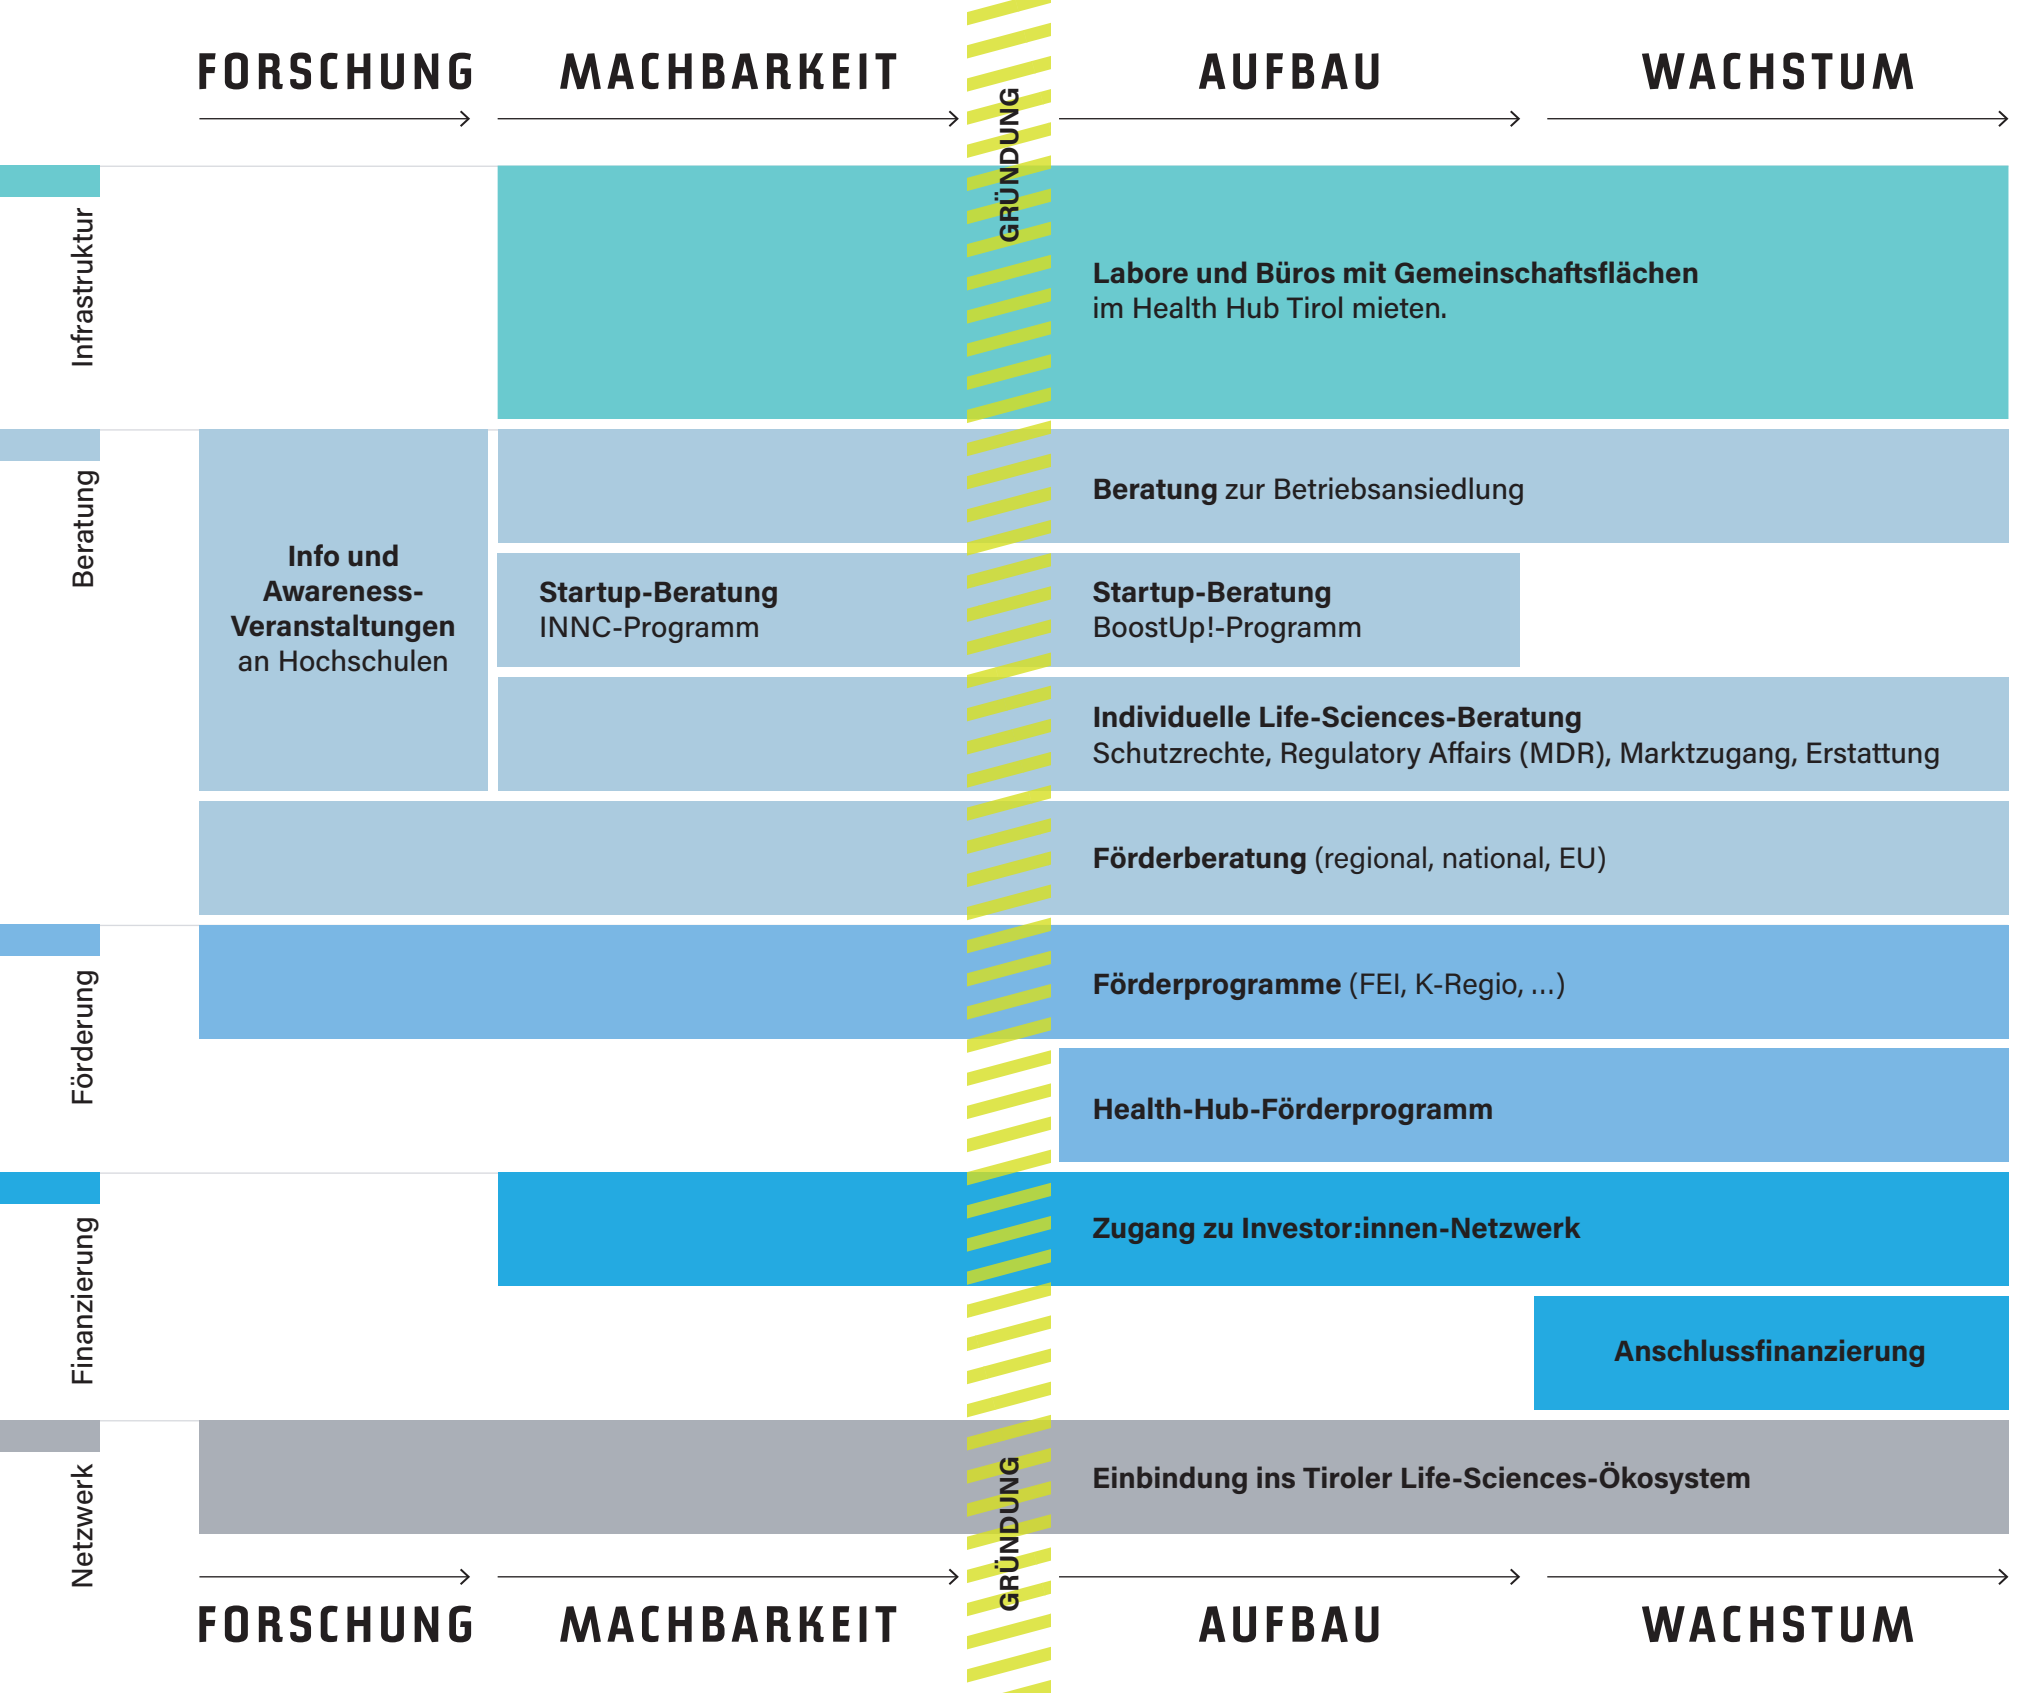 FORSCHUNG
MACHBARKEIT
GRÜNDUNG
AUFBAU
WACHSTUM
Infrastruktur
Labore und Büros mit Gemeinschaftsflächen
im Health Hub Tirol mieten.
Beratung
Info und
Awareness-
Veranstaltungen
an Hochschulen
Beratung zur Betriebsansiedlung
Startup-Beratung
INNC-Programm
Startup-Beratung
BoostUp!-Programm
Individuelle Life-Sciences-Beratung
Schutzrechte, Regulatory Affairs (MDR), Marktzugang, Erstattung
Förderberatung (regional, national, EU)
Förderung
Förderprogramme (FEI, K-Regio, ...)
Health-Hub-Förderprogramm
Finanzierung
Zugang zu Investor:innen-Netzwerk
Anschlussfinanzierung
Netzwerk
Einbindung ins Tiroler Life-Sciences-Ökosystem
FORSCHUNG
MACHBARKEIT
GRÜNDUNG
AUFBAU
WACHSTUM